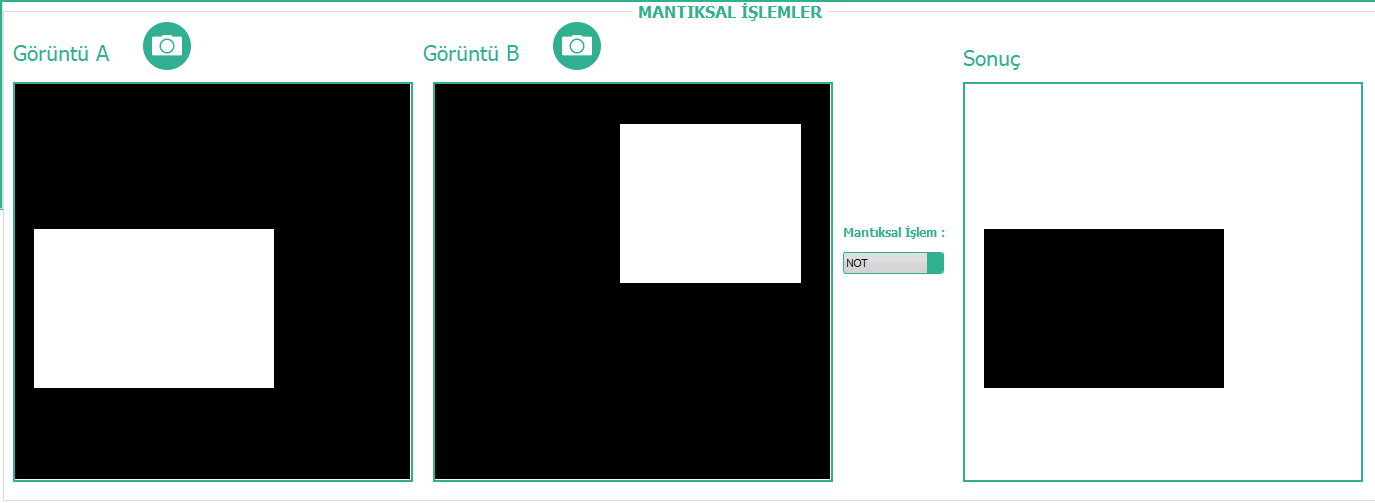 MANTIKSAL İŞLEMLER
Görüntü A
Görüntü B
Sonuç
Mantıksal İşlem :
NOT